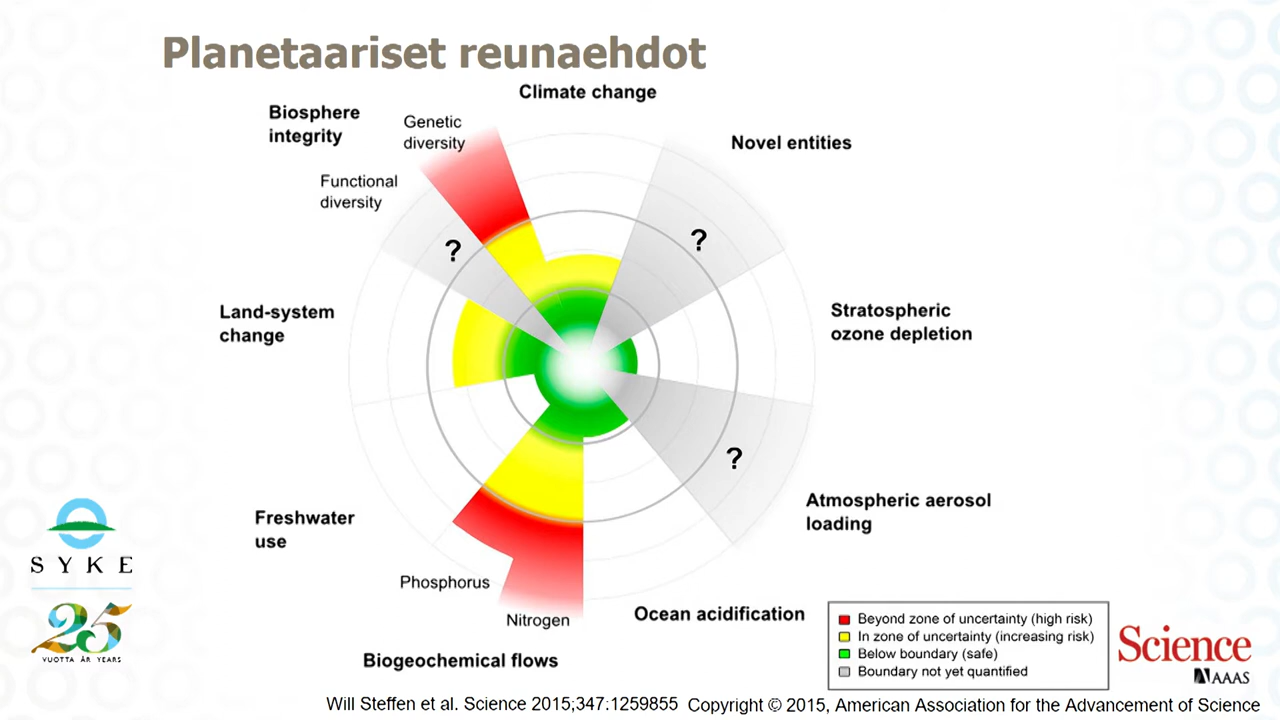 Planetaariset reunaehdot
Climate change
Biosphere
integrity
Genetic
diversity
Novel entities
Functional
diversity
?
?
Land-system
change
Stratospheric
ozone depletion
?
Atmospheric aerosol
loading
Freshwater
use
Phosphorus
Nitrogen
Ocean acidification
Biogeochemical flows
SYKE
25
VUOTTA ÅR YEARS
Beyond zone of uncertainty (high risk)
In zone of uncertainty (increasing risk)
Below boundary (safe)
Boundary not yet quantified
Science
AAAS
Will Steffen et al. Science 2015;347:1259855 Copyright © 2015, American Association for the Advancement of Science